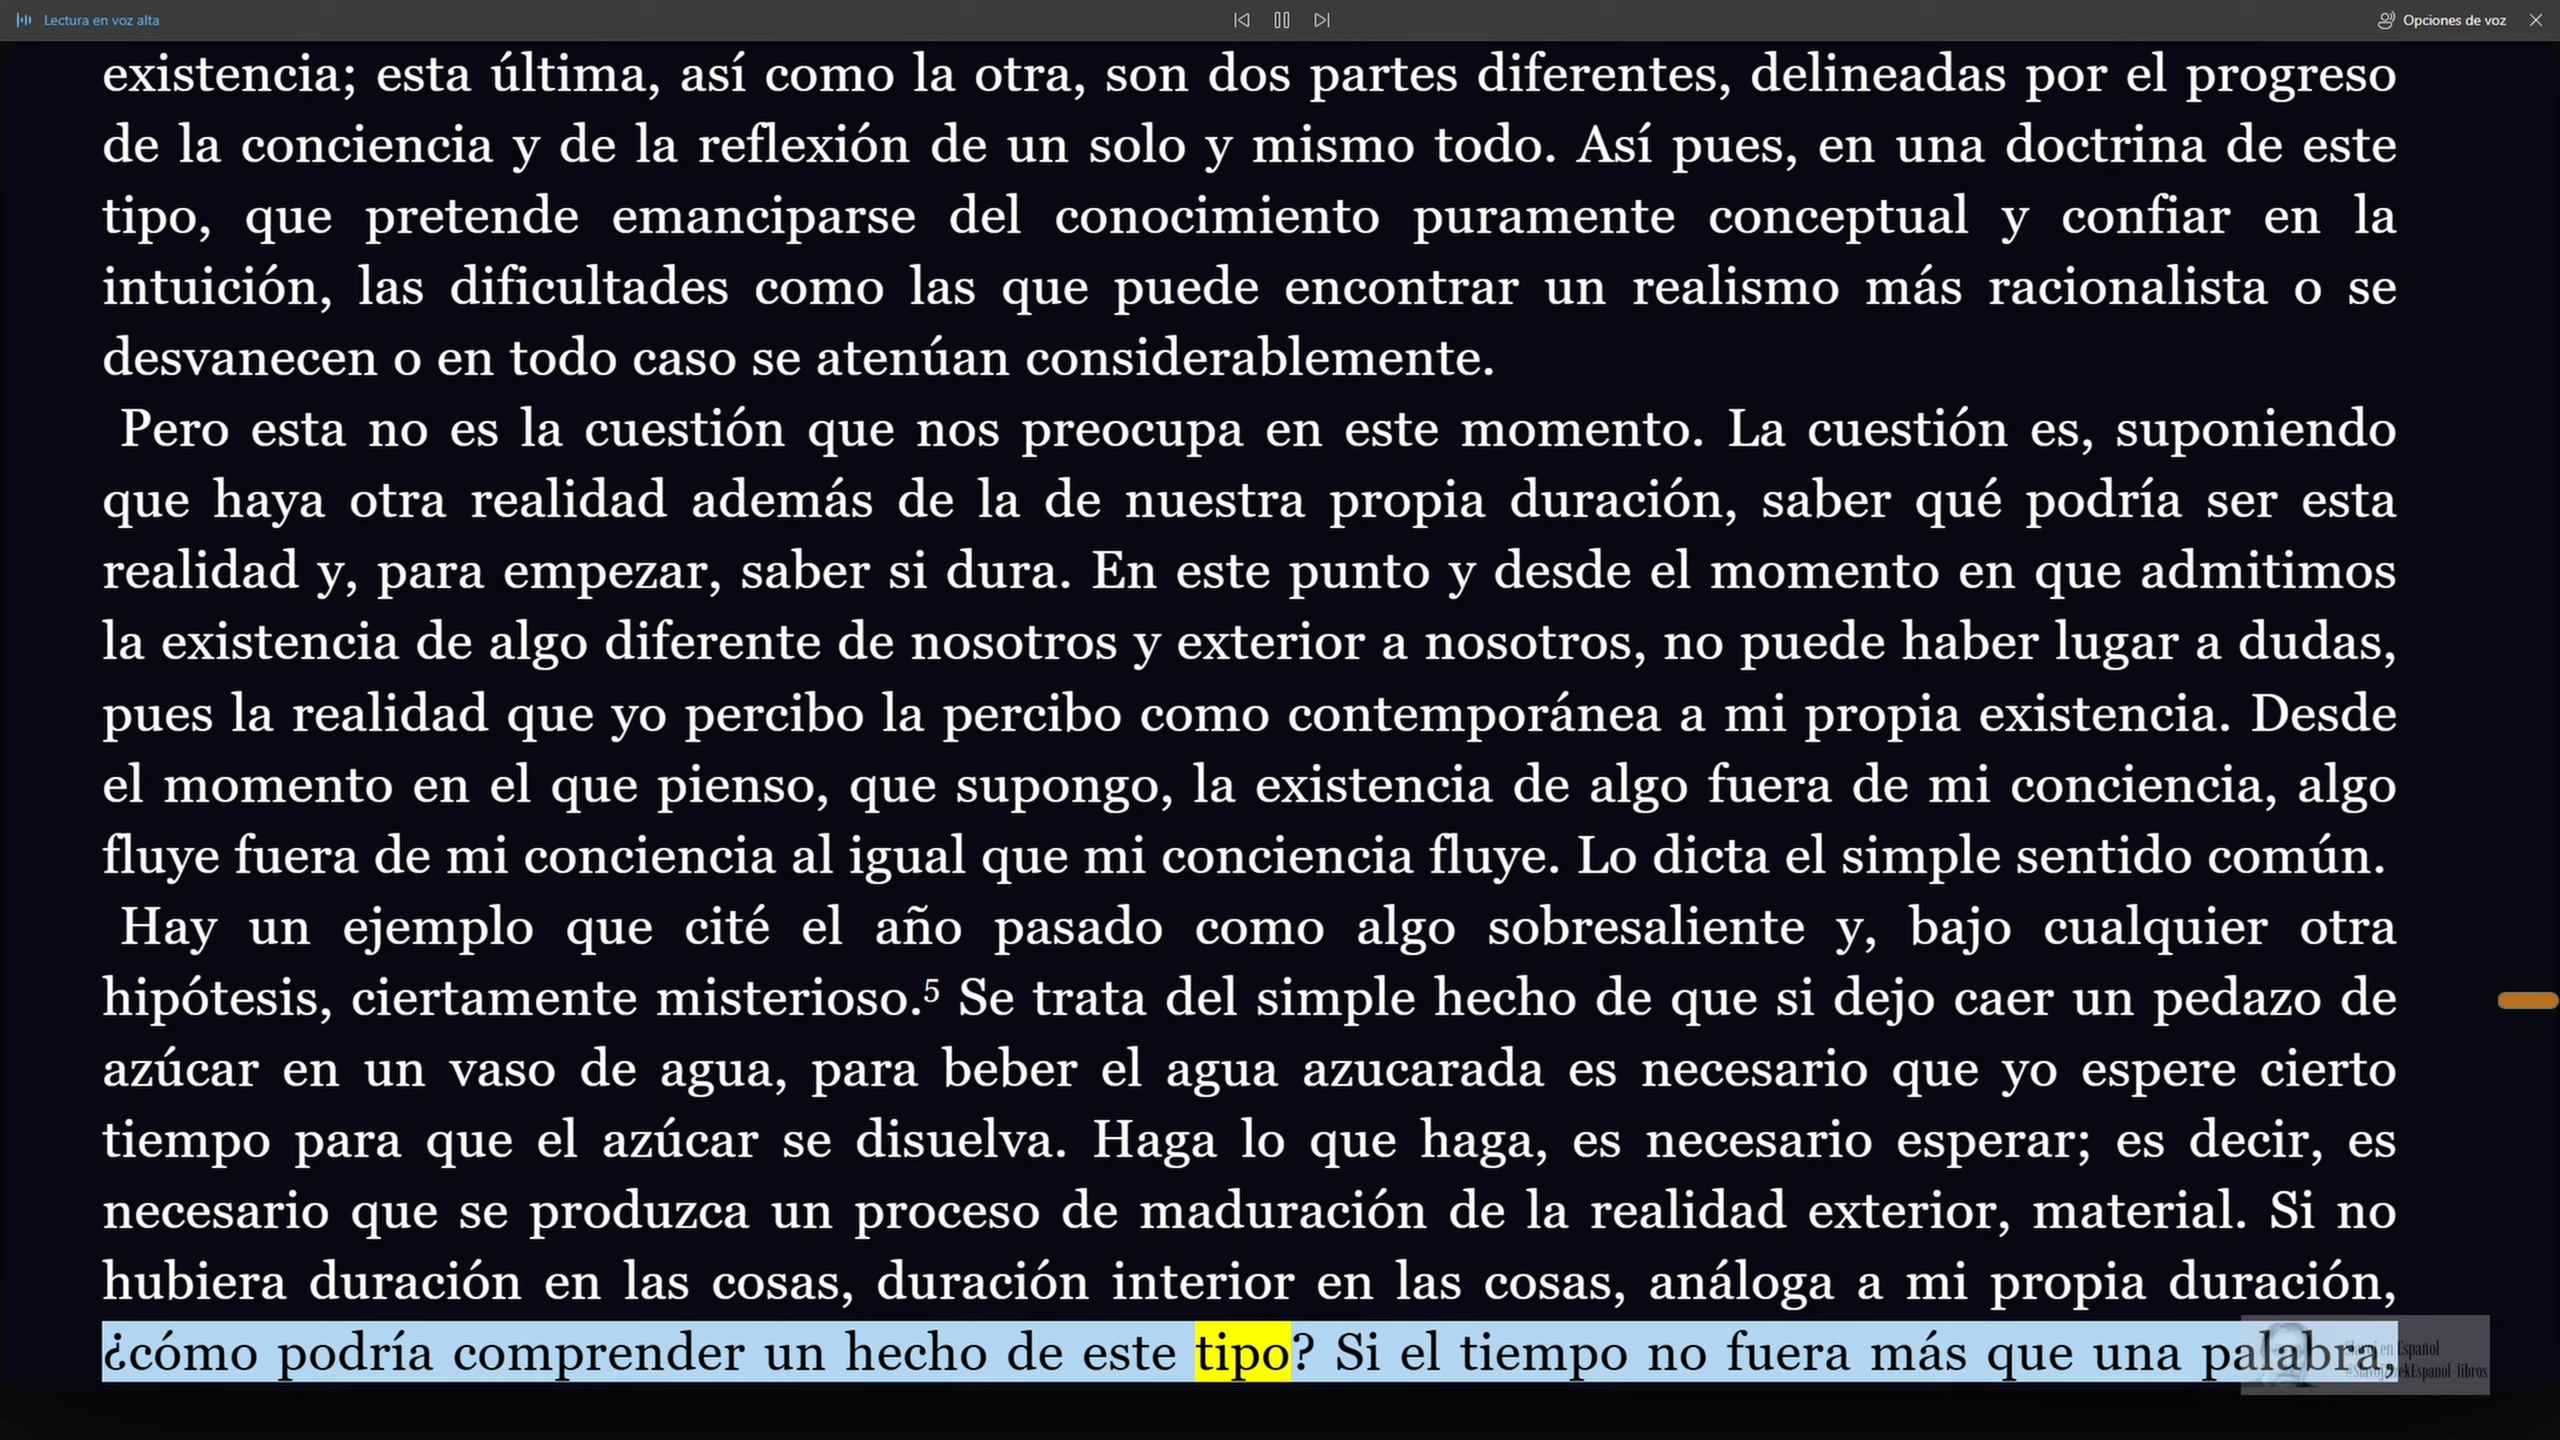 Lectura en voz alta
Opciones de voz
existencia; esta última, así como la otra, son dos partes diferentes, delineadas por el progreso
de la conciencia y de la reflexión de un solo y mismo todo. Así pues, en una doctrina de este
tipo, que pretende emanciparse del conocimiento puramente conceptual y confiar en la
intuición, las dificultades como las que puede encontrar un realismo más racionalista o se
desvanecen o en todo caso se atenúan considerablemente.
Pero esta no es la cuestión que nos preocupa en este momento. La cuestión es, suponiendo
que haya otra realidad además de la de nuestra propia duración, saber qué podría ser esta
realidad y, para empezar, saber si dura. En este punto y desde el momento en que admitimos
la existencia de algo diferente de nosotros y exterior a nosotros, no puede haber lugar a dudas,
pues la realidad que yo percibo la percibo como contemporánea a mi propia existencia. Desde
el momento en el que pienso, que supongo, la existencia de algo fuera de mi conciencia, algo
fluye fuera de mi conciencia al igual que mi conciencia fluye. Lo dicta el simple sentido común.
Hay un ejemplo que cité el año pasado como algo sobresaliente y, bajo cualquier otra
hipótesis, ciertamente misterioso.⁵ Se trata del simple hecho de que si dejo caer un pedazo de
azúcar en un vaso de agua, para beber el agua azucarada es necesario que yo espere cierto
tiempo para que el azúcar se disuelva. Haga lo que haga, es necesario esperar; es decir, es
necesario que se produzca un proceso de maduración de la realidad exterior, material. Si no
hubiera duración en las cosas, duración interior en las cosas, análoga a mi propia duración,
¿cómo podría comprender un hecho de este tipo? Si el tiempo no fuera más que una palabra,
en Español
libros